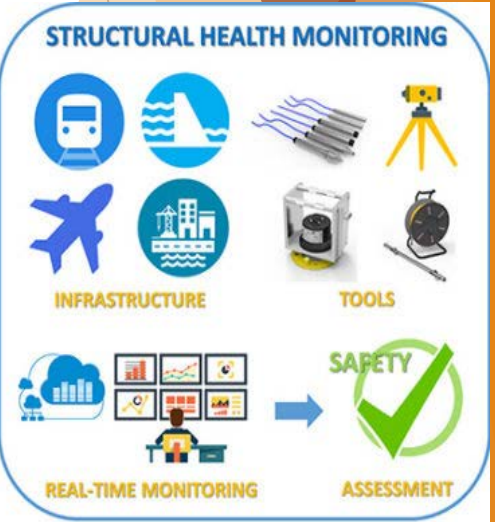 STRUCTURAL HEALTH MONITORING
INFRASTRUCTURE
TOOLS
SAFETY
REAL-TIME MONITORING
ASSESSMENT